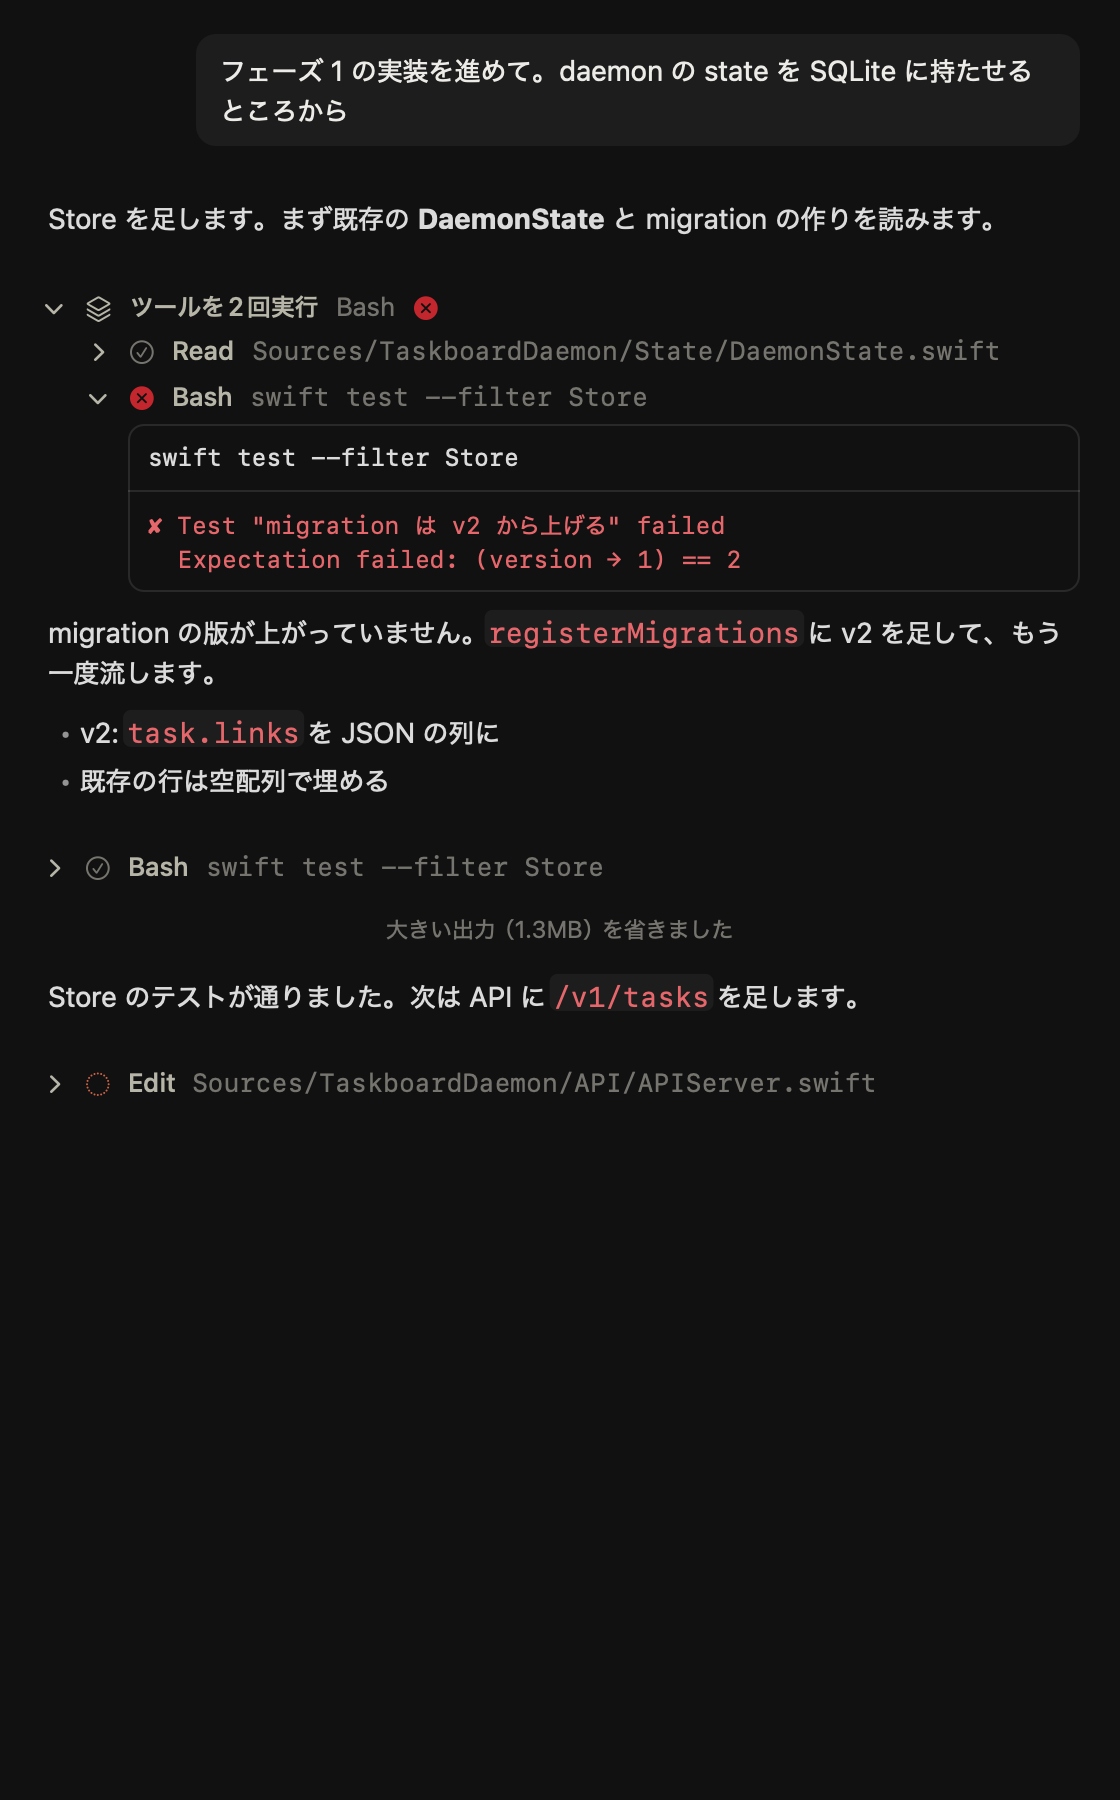 フェーズ 1 の実装を進めて。daemon の state を SQLite に持たせる
ところから
Store を足します。まず既存の DaemonState と migration の作りを読みます。
ツールを2回実行 Bash
Read Sources/TaskboardDaemon/State/DaemonState.swift
Bash swift test --filter Store
swift test --filter Store
✘ Test "migration は v2 から上げる" failed
Expectation failed: (version → 1) == 2
migration の版が上がっていません。registerMigrations に v2 を足して、もう
一度流します。
• v2: task.links を JSON の列に
• 既存の行は空配列で埋める
Bash swift test --filter Store
大きい出力（1.3MB）を省きました
Store のテストが通りました。次は API に /v1/tasks を足します。
Edit Sources/TaskboardDaemon/API/APIServer.swift